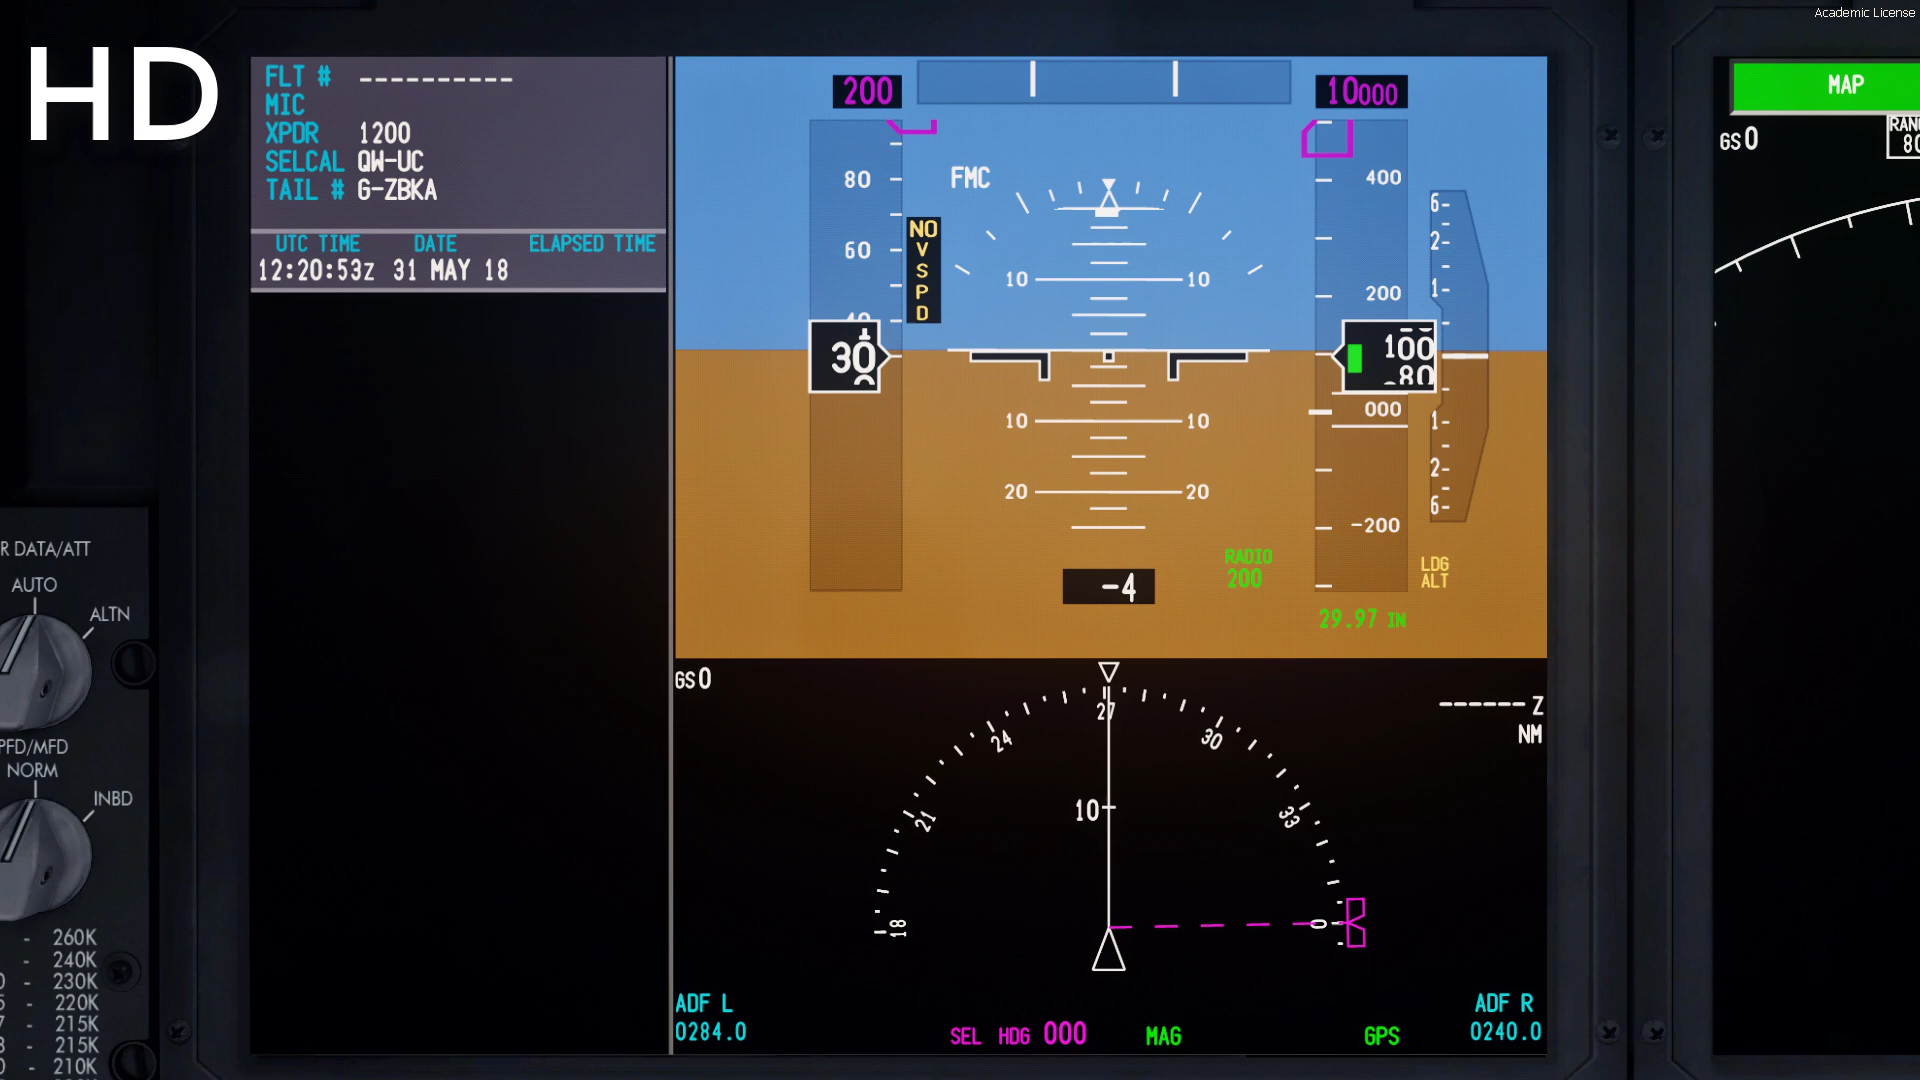 Academic License
HD
FLT # ----------
MIC
XPDR 1200
SELCAL QW-UC
TAIL # G-ZBKA
UTC TIME DATE ELAPSED TIME
12:20:53z 31 MAY 18
200
10000
80
60
30
NO
V
S
P
D
FMC
10 10
10 10
20 20
-4
400
200
100
80
000
-200
6-
2-
1-
1-
2-
6-
RADIO
200
LDG
ALT
29.97 IN
GS0
------Z
NM
18
21
24
27
30
33
0
10
ADF L
0284.0
SEL HDG 000
MAG
GPS
ADF R
0240.0
MAP
GS0
R DATA/ATT
AUTO
ALTN
PFD/MFD
NORM
INBD
- 260K
- 240K
- 230K
- 220K
- 215K
- 215K
- 210K